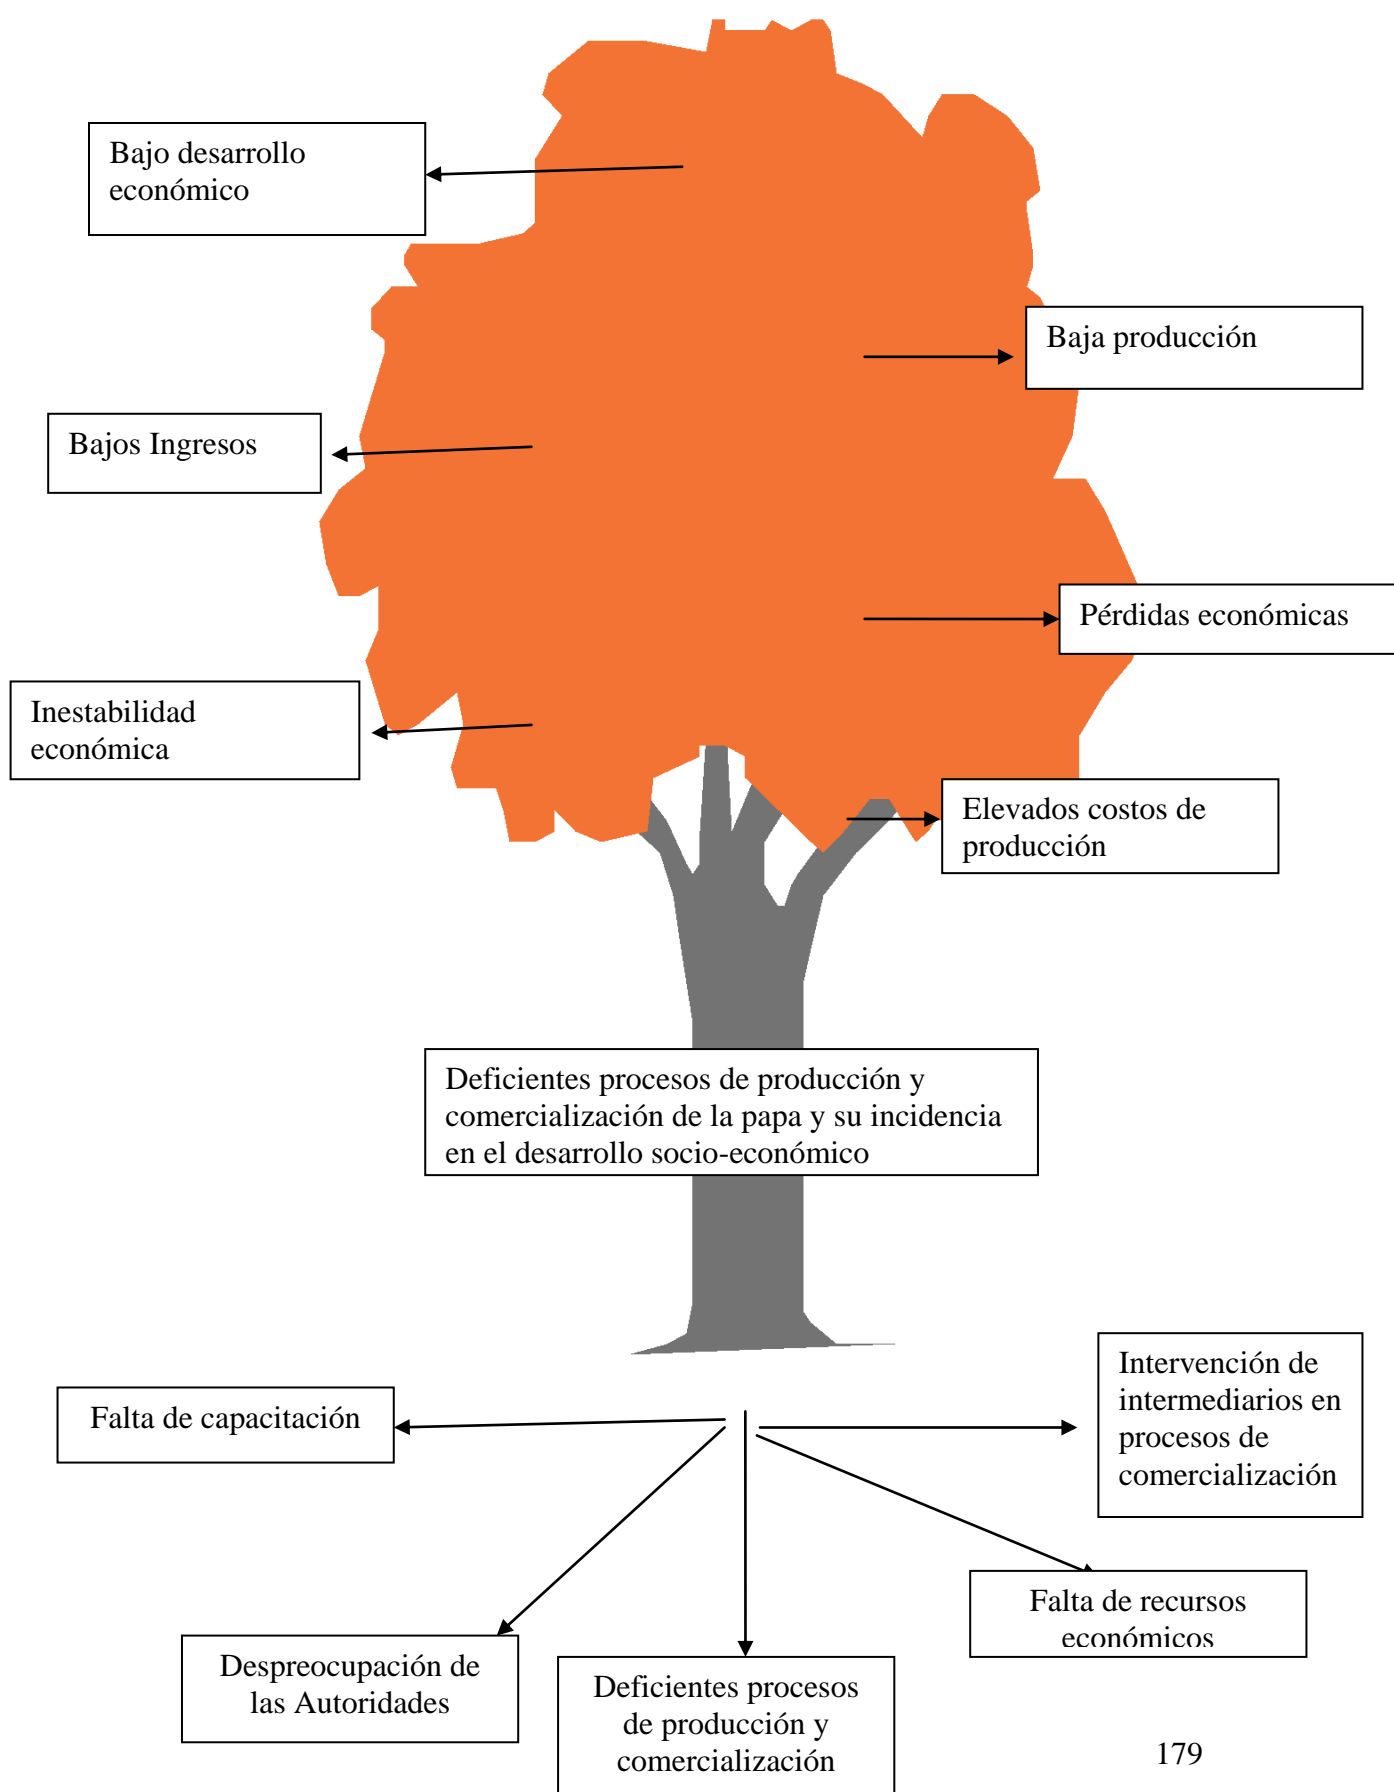 Bajo desarrollo
económico
Baja producción
Bajos Ingresos
Pérdidas económicas
Inestabilidad
económica
Elevados costos de
producción
Deficientes procesos de producción y
comercialización de la papa y su incidencia
en el desarrollo socio-económico
Intervención de
intermediarios en
procesos de
comercialización
Falta de capacitación
Falta de recursos
económicos
Despreocupación de
las Autoridades
Deficientes procesos
de producción y
comercialización
179